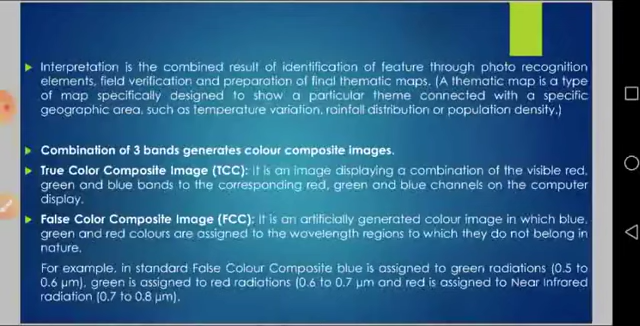 Interpretation is the combined result of identification of feature through photo recognition
elements, field verification and preparation of final thematic maps. (A thematic map is a type
of map specifically designed to show a particular theme connected with a specific
geographic area, such as temperature variation, rainfall distribution or population density.)
Combination of 3 bands generates colour composite images.
True Color Composite Image (TCC): It is an image displaying a combination of the visible red,
green and blue bands to the corresponding red, green and blue channels on the computer
display.
False Color Composite Image (FCC): It is an artificially generated colour image in which blue,
green and red colours are assigned to the wavelength regions to which they do not belong in
nature.
For example, in standard False Colour Composite blue is assigned to green radiations (0.5 to
0.6 μm), green is assigned to red radiations (0.6 to 0.7 μm and red is assigned to Near Infrared
radiation (0.7 to 0.8 μm).